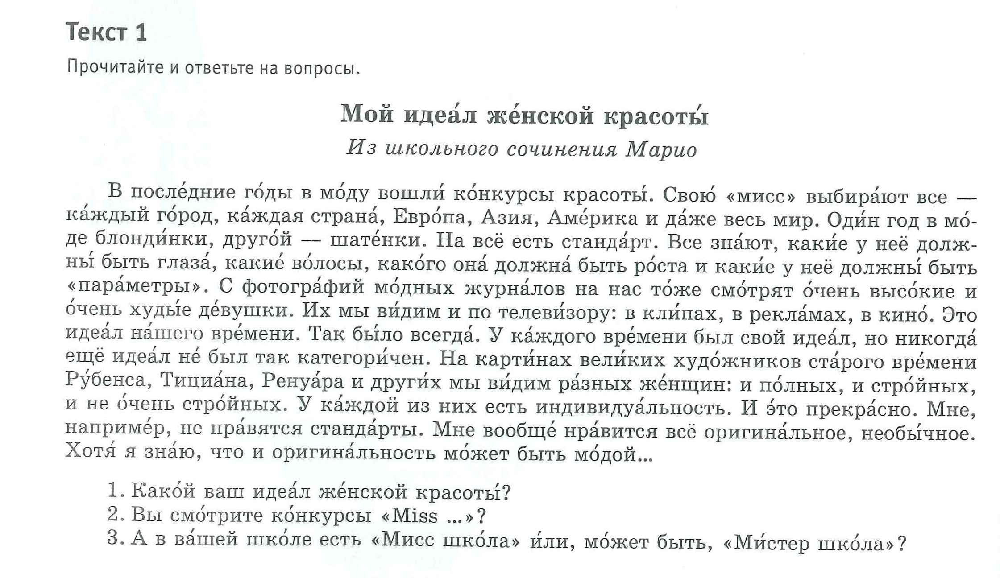 Текст 1
Прочитайте и ответьте на вопросы.
Мой идеа́л же́нской красоты́
Из школьного сочинения Марио
В после́дние го́ды в мо́ду вошли́ ко́нкурсы красоты́. Свою́ «мисс» выбира́ют все —
ка́ждый го́род, ка́ждая страна́, Евро́па, Азия, Аме́рика и да́же весь мир. Оди́н год в мо́-
де блонди́нки, друго́й — шате́нки. На всё есть станда́рт. Все зна́ют, каки́е у неё долж-
ны́ быть глаза́, какие́ во́лосы, како́го она́ должна́ быть ро́ста и каки́е у неё должны́ быть
«пара́метры». С фотогра́фий мо́дных журна́лов на нас то́же смо́трят о́чень высо́кие и
о́чень худы́е де́вушки. Их мы ви́дим и по телеви́зору: в кли́пах, в рекла́мах, в кино́. Это
идеа́л на́шего вре́мени. Так бы́ло всегда́. У ка́ждого вре́мени был свой идеа́л, но никогда́
ещё идеа́л не́ был так категори́чен. На карти́нах вели́ких худо́жников ста́рого вре́мени
Ру́бенса, Тициа́на, Ренуа́ра и други́х мы ви́дим ра́зных же́нщин: и по́лных, и стро́йных,
и не о́чень стро́йных. У ка́ждой из них есть индивидуа́льность. И э́то прекра́сно. Мне,
наприме́р, не нра́вятся станда́рты. Мне вообще́ нра́вится всё оригина́льное, необы́чное.
Хотя́ я зна́ю, что и оригина́льность мо́жет быть мо́дой...
1. Како́й ваш идеа́л же́нской красоты́?
2. Вы смо́трите ко́нкурсы «Miss ...»?
3. А в ва́шей шко́ле есть «Мисс шко́ла» и́ли, мо́жет быть, «Ми́стер шко́ла»?